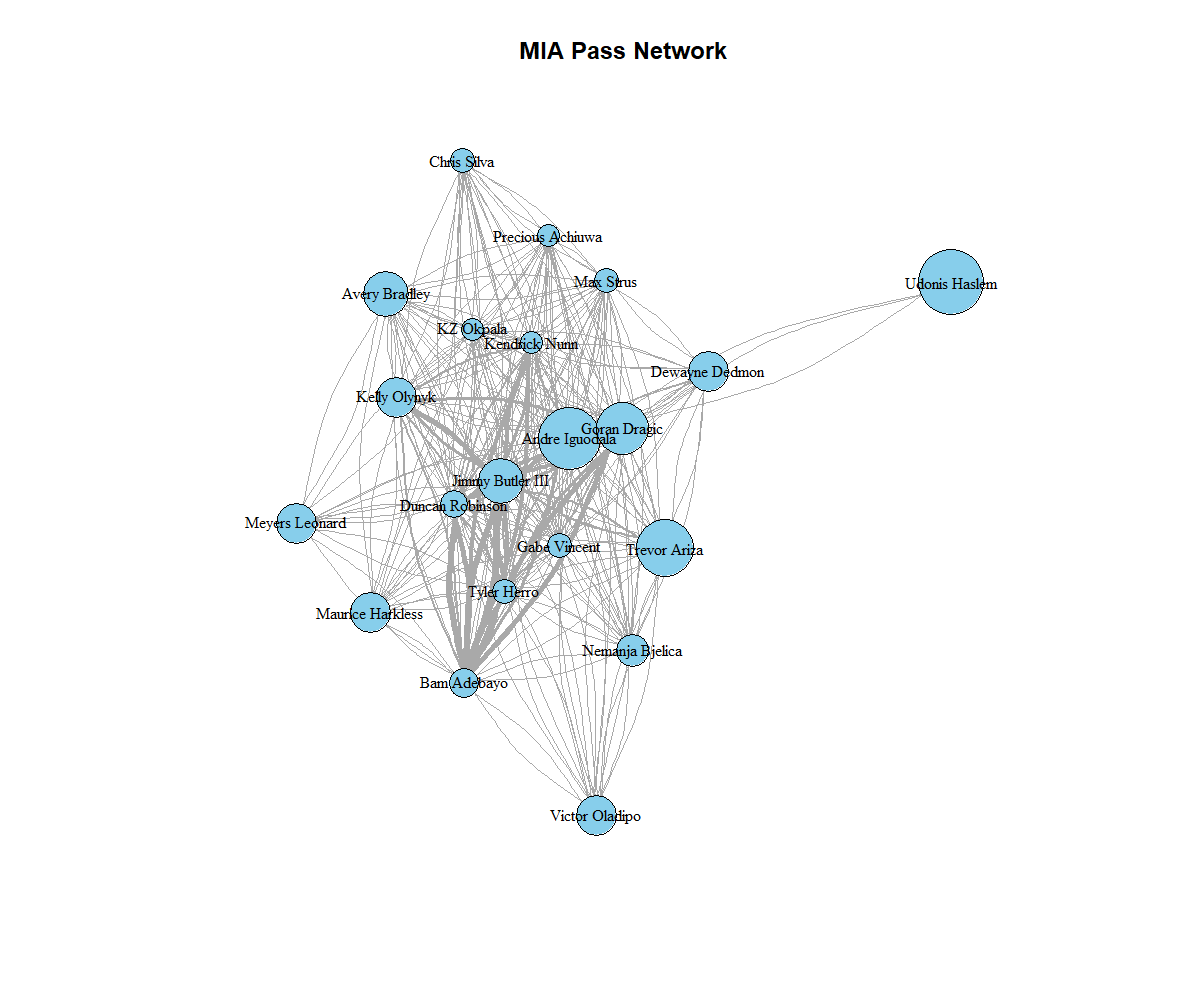 MIA Pass Network
Chris Silva
Precious Achiuwa
Max Strus
Udonis Haslem
Avery Bradley
KZ Okpala
Kendrick Nunn
Dewayne Dedmon
Kelly Olynyk
Goran Dragic
Andre Iguodala
Jimmy Butler III
Duncan Robinson
Meyers Leonard
Gabe Vincent
Trevor Ariza
Tyler Herro
Maurice Harkless
Nemanja Bjelica
Bam Adebayo
Victor Oladipo